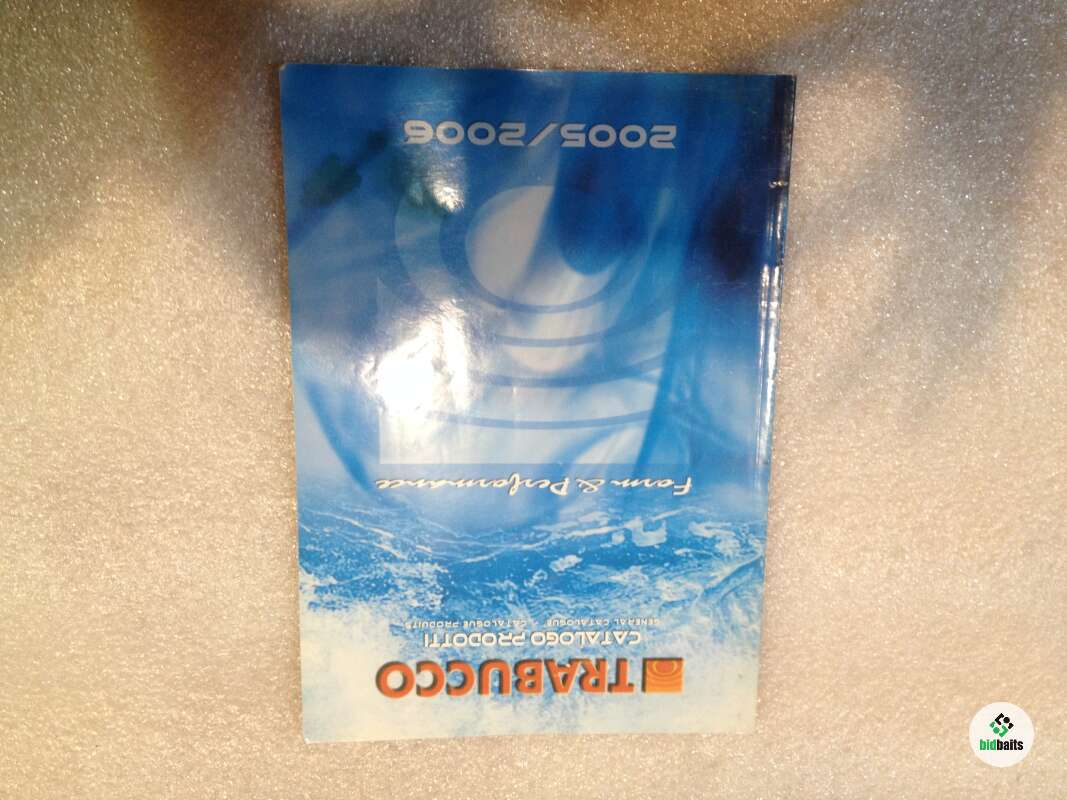 TRABUCCO
CATALOGO PRODOTTI
GENERAL CATALOGUE - CATALOGUE PRODUITS
Form & Performance
2005/2006
bidbaits